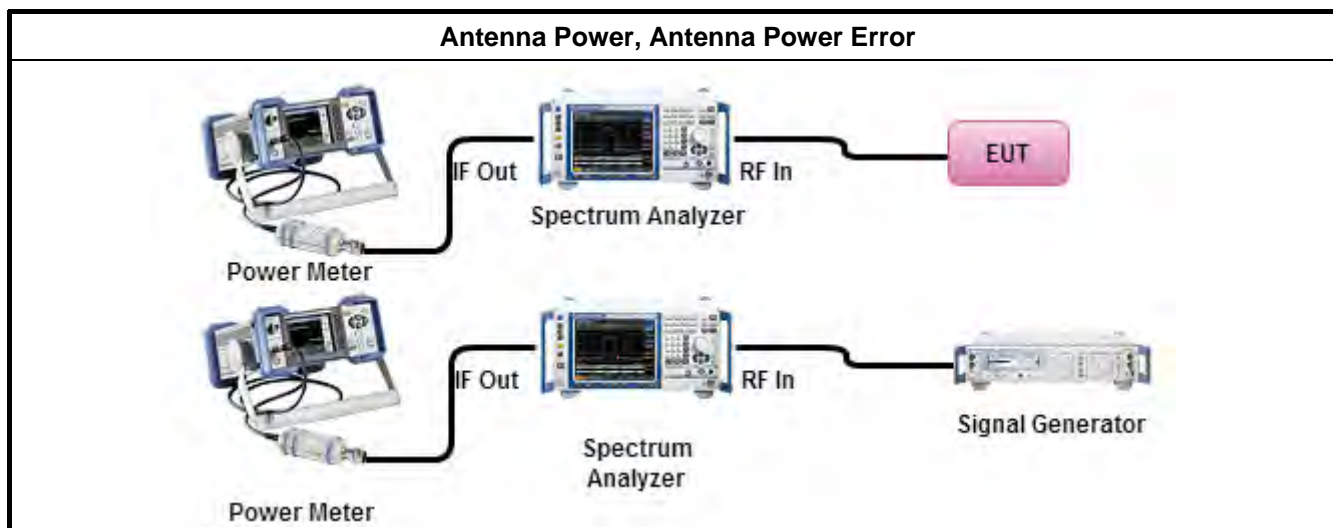 Antenna Power, Antenna Power Error
IF Out
RF In
EUT
Spectrum Analyzer
Power Meter
IF Out
RF In
Signal Generator
Spectrum
Analyzer
Power Meter